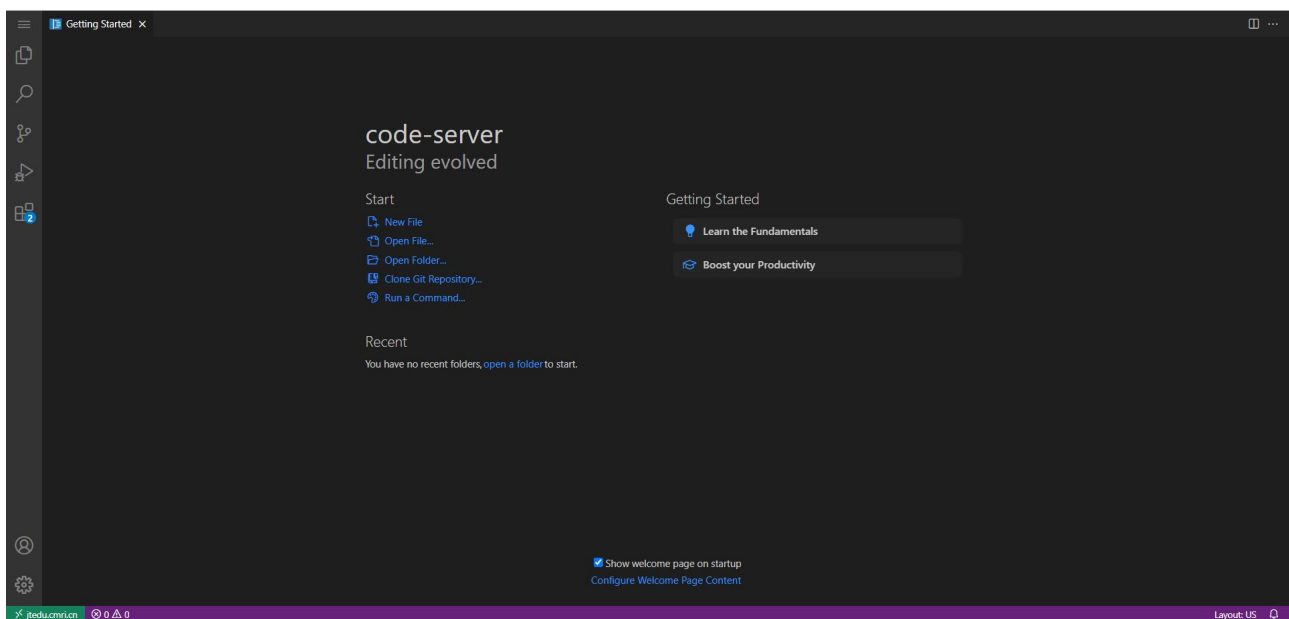 Getting Started
code-server
Editing evolved
Start
New File
Open File...
Open Folder...
Clone Git Repository...
Run a Command...
Recent
You have no recent folders, open a folder to start.
Getting Started
Learn the Fundamentals
Boost your Productivity
2
Show welcome page on startup
Configure Welcome Page Content
jtedu.cmri.cn 0 0
Layout: US